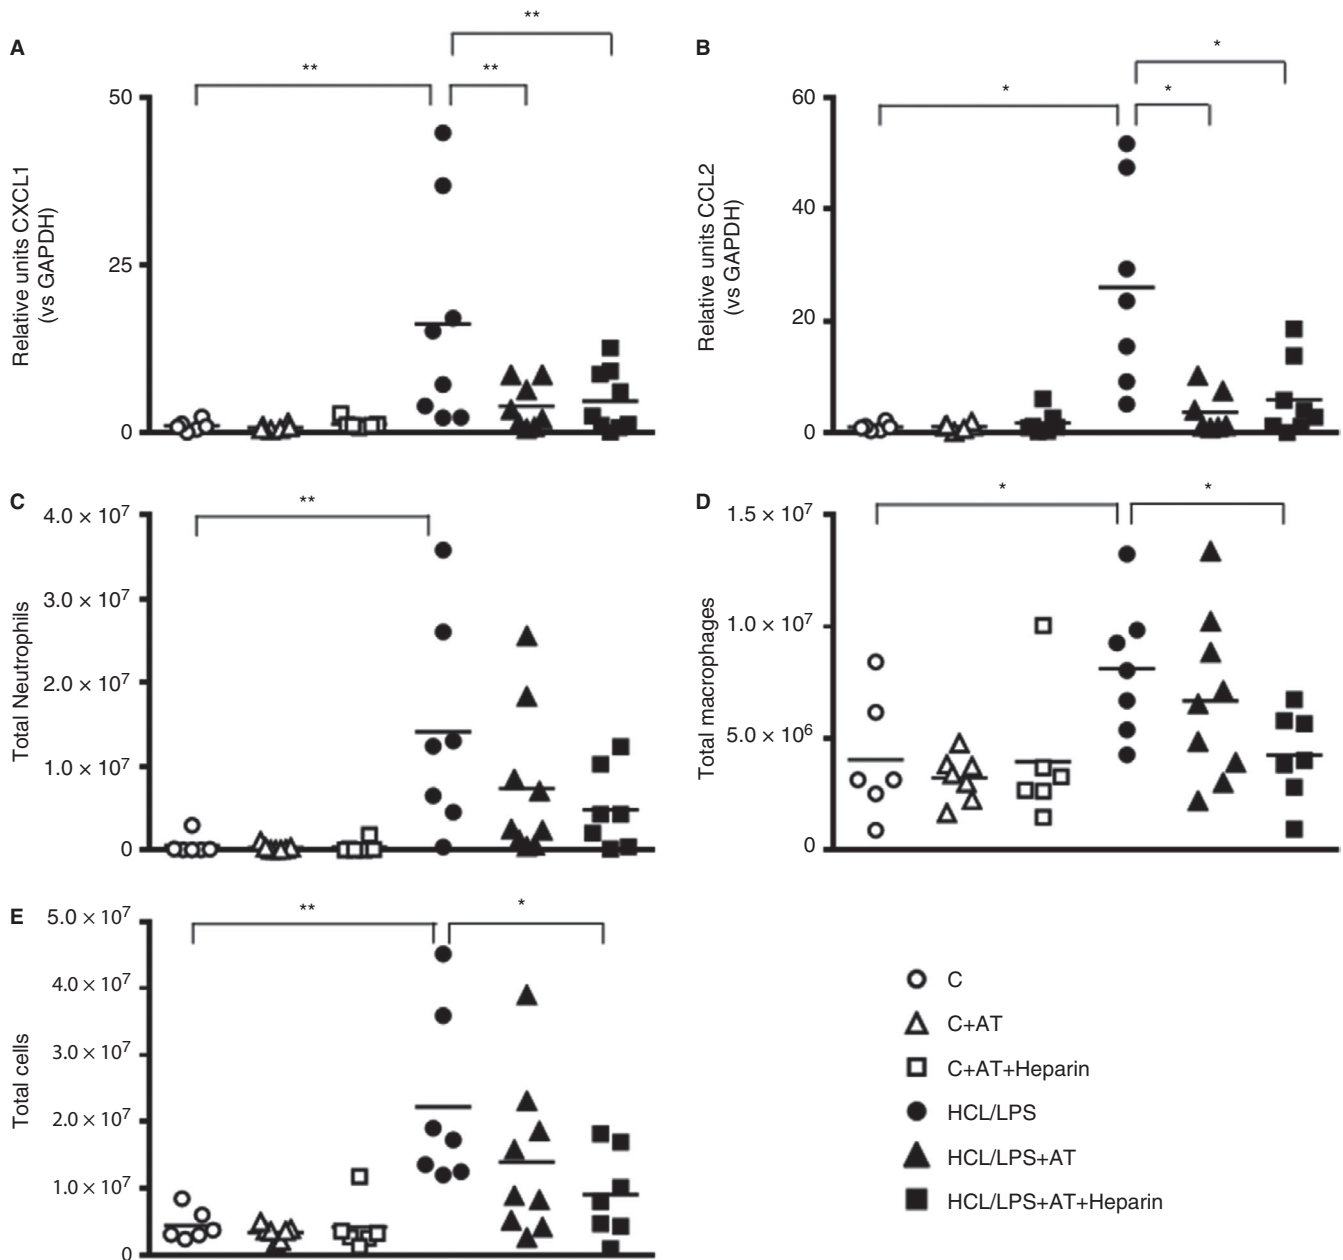 A
**
**
**
50
25
0
Relative units CXCL1
(vs GAPDH)
B
*
*
*
60
40
20
0
Relative units CCL2
(vs GAPDH)
C
**
4.0 × 10⁷
3.0 × 10⁷
2.0 × 10⁷
1.0 × 10⁷
0
Total Neutrophils
D
*
*
1.5 × 10⁷
1.0 × 10⁷
5.0 × 10⁶
0
Total macrophages
E
**
*
5.0 × 10⁷
4.0 × 10⁷
3.0 × 10⁷
2.0 × 10⁷
1.0 × 10⁷
0
Total cells
C
C+AT
C+AT+Heparin
HCL/LPS
HCL/LPS+AT
HCL/LPS+AT+Heparin